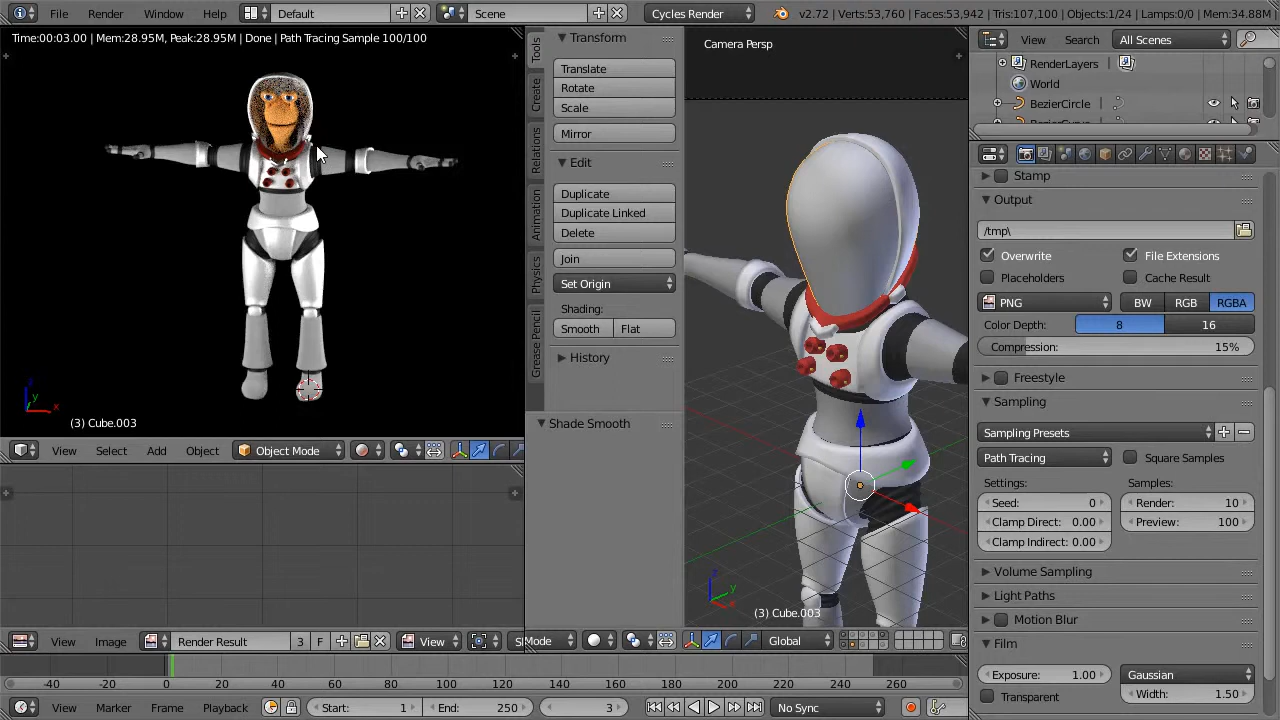 File Render Window Help Default Scene Cycles Render v2.72 | Verts:53,760 | Faces:53,942 | Tris:107,100 | Objects:1/24 | Lamps:0/0 | Mem:34.88M
Time:00:03.00 | Mem:28.95M, Peak:28.95M | Done | Path Tracing Sample 100/100
(3) Cube.003
View Select Add Object Object Mode
View Image Render Result 3 F View
Tools
Create
Relations
Animation
Physics
Grease Pencil
Transform
Translate
Rotate
Scale
Mirror
Edit
Duplicate
Duplicate Linked
Delete
Join
Set Origin
Shading:
Smooth Flat
History
Shade Smooth
Camera Persp
(3) Cube.003
Mode Global
View Search All Scenes
RenderLayers
World
BezierCircle
Stamp
Output
/tmp\
Overwrite File Extensions
Placeholders Cache Result
PNG BW RGB RGBA
Color Depth: 8 16
Compression: 15%
Freestyle
Sampling
Sampling Presets
Path Tracing Square Samples
Settings: Samples:
Seed: 0 Render: 10
Clamp Direct: 0.00 Preview: 100
Clamp Indirect: 0.00
Volume Sampling
Light Paths
Motion Blur
Film
Exposure: 1.00 Gaussian
Transparent Width: 1.50
-40 -20 0 20 40 60 80 100 120 140 160 180 200 220 240 260
View Marker Frame Playback Start: 1 End: 250 3 No Sync